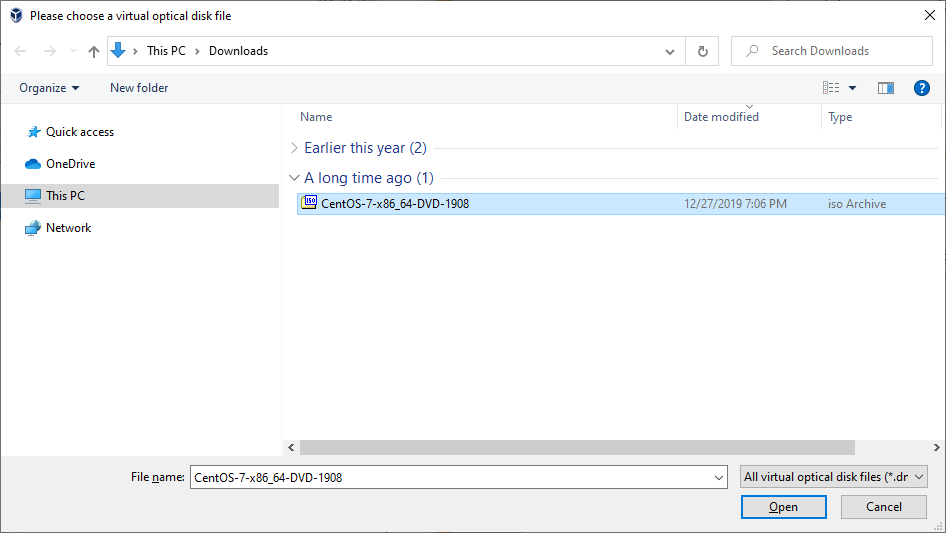 Please choose a virtual optical disk file
This PC Downloads
Search Downloads
Organize New folder
Name Date modified Type
Quick access
Earlier this year (2)
OneDrive
A long time ago (1)
This PC
ISO CentOS-7-x86_64-DVD-1908 12/27/2019 7:06 PM iso Archive
Network
File name: CentOS-7-x86_64-DVD-1908 All virtual optical disk files (*.dr
Open Cancel